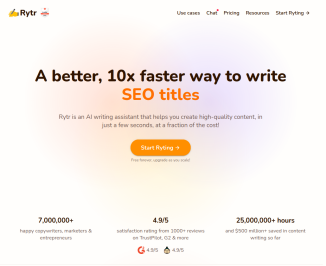 Rytr
Use cases Chat Pricing Resources Start Ryting →
A better, 10x faster way to write
SEO titles
Rytr is an AI writing assistant that helps you create high-quality content, in
just a few seconds, at a fraction of the cost!
Start Ryting →
Free forever, upgrade as you scale!
7,000,000+
happy copywriters, marketers &
entrepreneurs
4.9/5
satisfaction rating from 1000+ reviews
on TrustPilot, G2 & more
4.9/5 4.9/5
25,000,000+ hours
and $500 million+ saved in content
writing so far